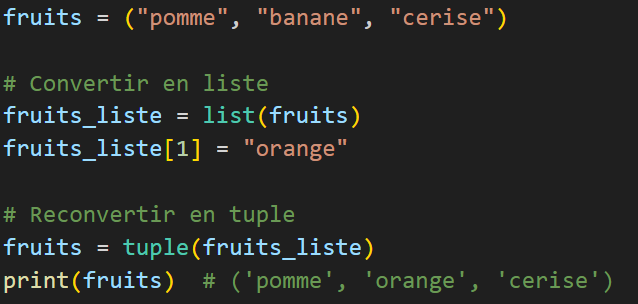 fruits = ("pomme", "banane", "cerise")
# Convertir en liste
fruits_liste = list(fruits)
fruits_liste[1] = "orange"
# Reconvertir en tuple
fruits = tuple(fruits_liste)
print(fruits)  # ('pomme', 'orange', 'cerise')